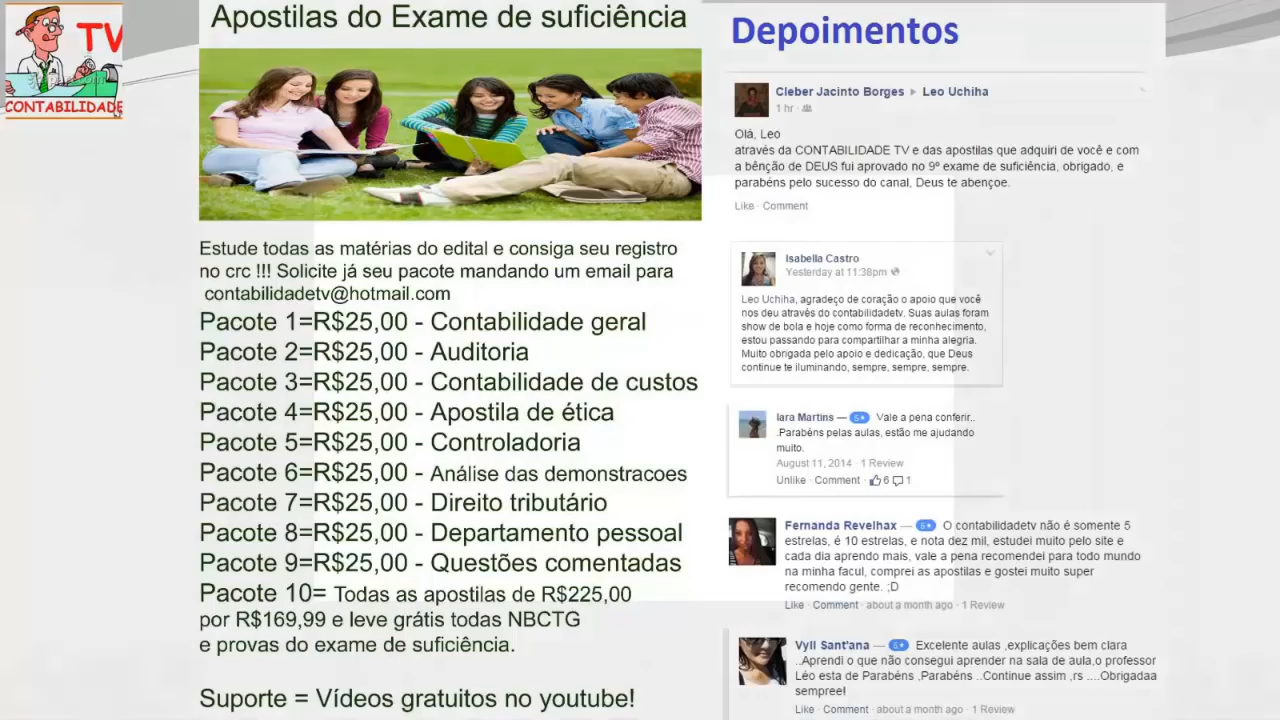 TV
CONTABILIDADE
Apostilas do Exame de suficiência
Estude todas as matérias do edital e consiga seu registro
no crc !!! Solicite já seu pacote mandando um email para
contabilidadetv@hotmail.com
Pacote 1=R$25,00 - Contabilidade geral
Pacote 2=R$25,00 - Auditoria
Pacote 3=R$25,00 - Contabilidade de custos
Pacote 4=R$25,00 - Apostila de ética
Pacote 5=R$25,00 - Controladoria
Pacote 6=R$25,00 - Análise das demonstracoes
Pacote 7=R$25,00 - Direito tributário
Pacote 8=R$25,00 - Departamento pessoal
Pacote 9=R$25,00 - Questões comentadas
Pacote 10= Todas as apostilas de R$225,00
por R$169,99 e leve grátis todas NBCTG
e provas do exame de suficiência.
Suporte = Vídeos gratuitos no youtube!
Depoimentos
Cleber Jacinto Borges ▸ Leo Uchiha
1 hr ·
Olá, Leo
através da CONTABILIDADE TV e das apostilas que adquiri de você e com
a bênção de DEUS fui aprovado no 9º exame de suficiência, obrigado, e
parabéns pelo sucesso do canal, Deus te abençoe.
Like · Comment
Isabella Castro
Yesterday at 11:38pm
Leo Uchiha, agradeço de coração o apoio que você
nos deu através do contabilidadetv. Suas aulas foram
show de bola e hoje como forma de reconhecimento,
estou passando para compartilhar a minha alegria.
Muito obrigada pelo apoio e dedicação, que Deus
continue te iluminando, sempre, sempre, sempre.
Iara Martins — 5★ Vale a pena conferir..
.Parabéns pelas aulas, estão me ajudando
muito.
August 11, 2014 · 1 Review
Unlike · Comment · 6 1
Fernanda Revelhax — 5★ O contabilidadetv não é somente 5
estrelas, é 10 estrelas, e nota dez mil, estudei muito pelo site e
cada dia aprendo mais, vale a pena recomendei para todo mundo
na minha facul, comprei as apostilas e gostei muito super
recomendo gente. ;D
Like · Comment · about a month ago · 1 Review
Vyll Sant'ana — 5★ Excelente aulas ,explicações bem clara
..Aprendi o que não consegui aprender na sala de aula,o professor
Léo esta de Parabéns ,Parabéns ..Continue assim ,rs ....Obrigadaa
sempree!
Like · Comment · about a month ago · 1 Review